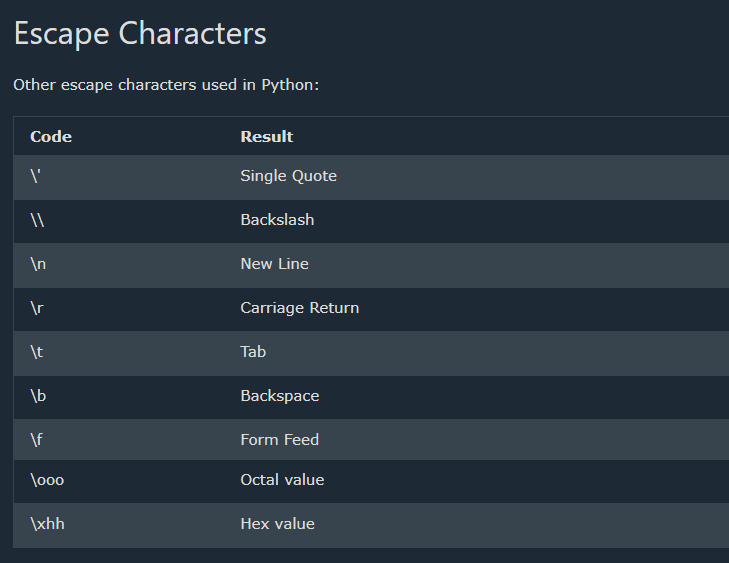 Escape Characters
Other escape characters used in Python:
Code Result
\' Single Quote
\\ Backslash
\n New Line
\r Carriage Return
\t Tab
\b Backspace
\f Form Feed
\ooo Octal value
\xhh Hex value